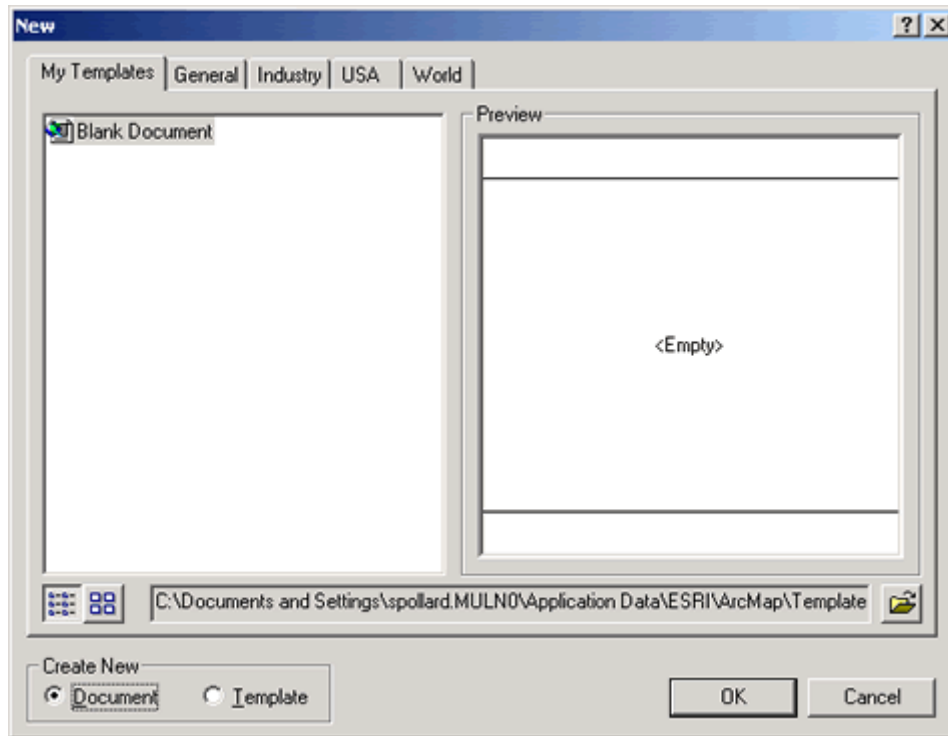 New
My Templates General Industry USA World
Blank Document
Preview
<Empty>
C:\Documents and Settings\spollard.MULN0\Application Data\ESRI\ArcMap\Template
Create New
Document Template
OK Cancel